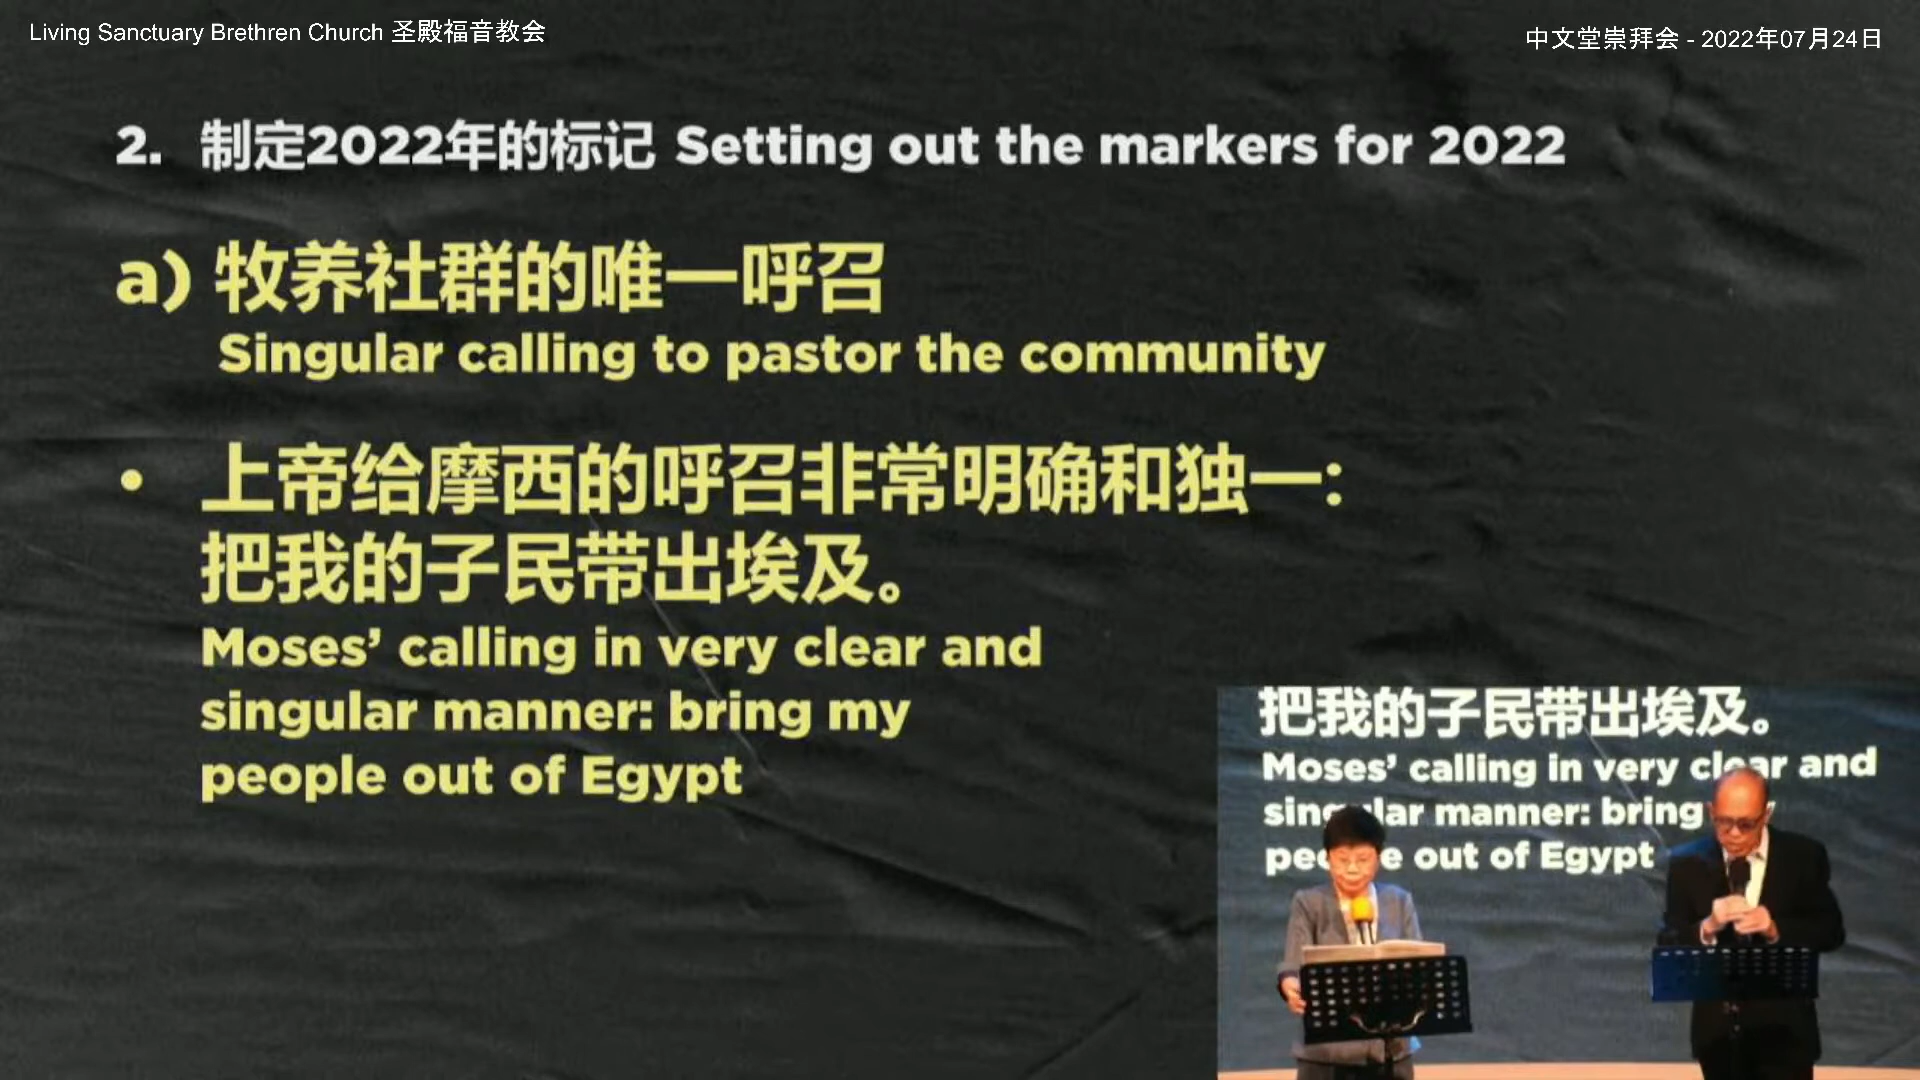 Living Sanctuary Brethren Church 圣殿福音教会
中文堂崇拜会 - 2022年07月24日
2. 制定2022年的标记 Setting out the markers for 2022
a) 牧养社群的唯一呼召
Singular calling to pastor the community
• 上帝给摩西的呼召非常明确和独一:
把我的子民带出埃及。
Moses’ calling in very clear and
singular manner: bring my
people out of Egypt
把我的子民带出埃及。
Moses’ calling in very clear and
singular manner: bring
people out of Egypt